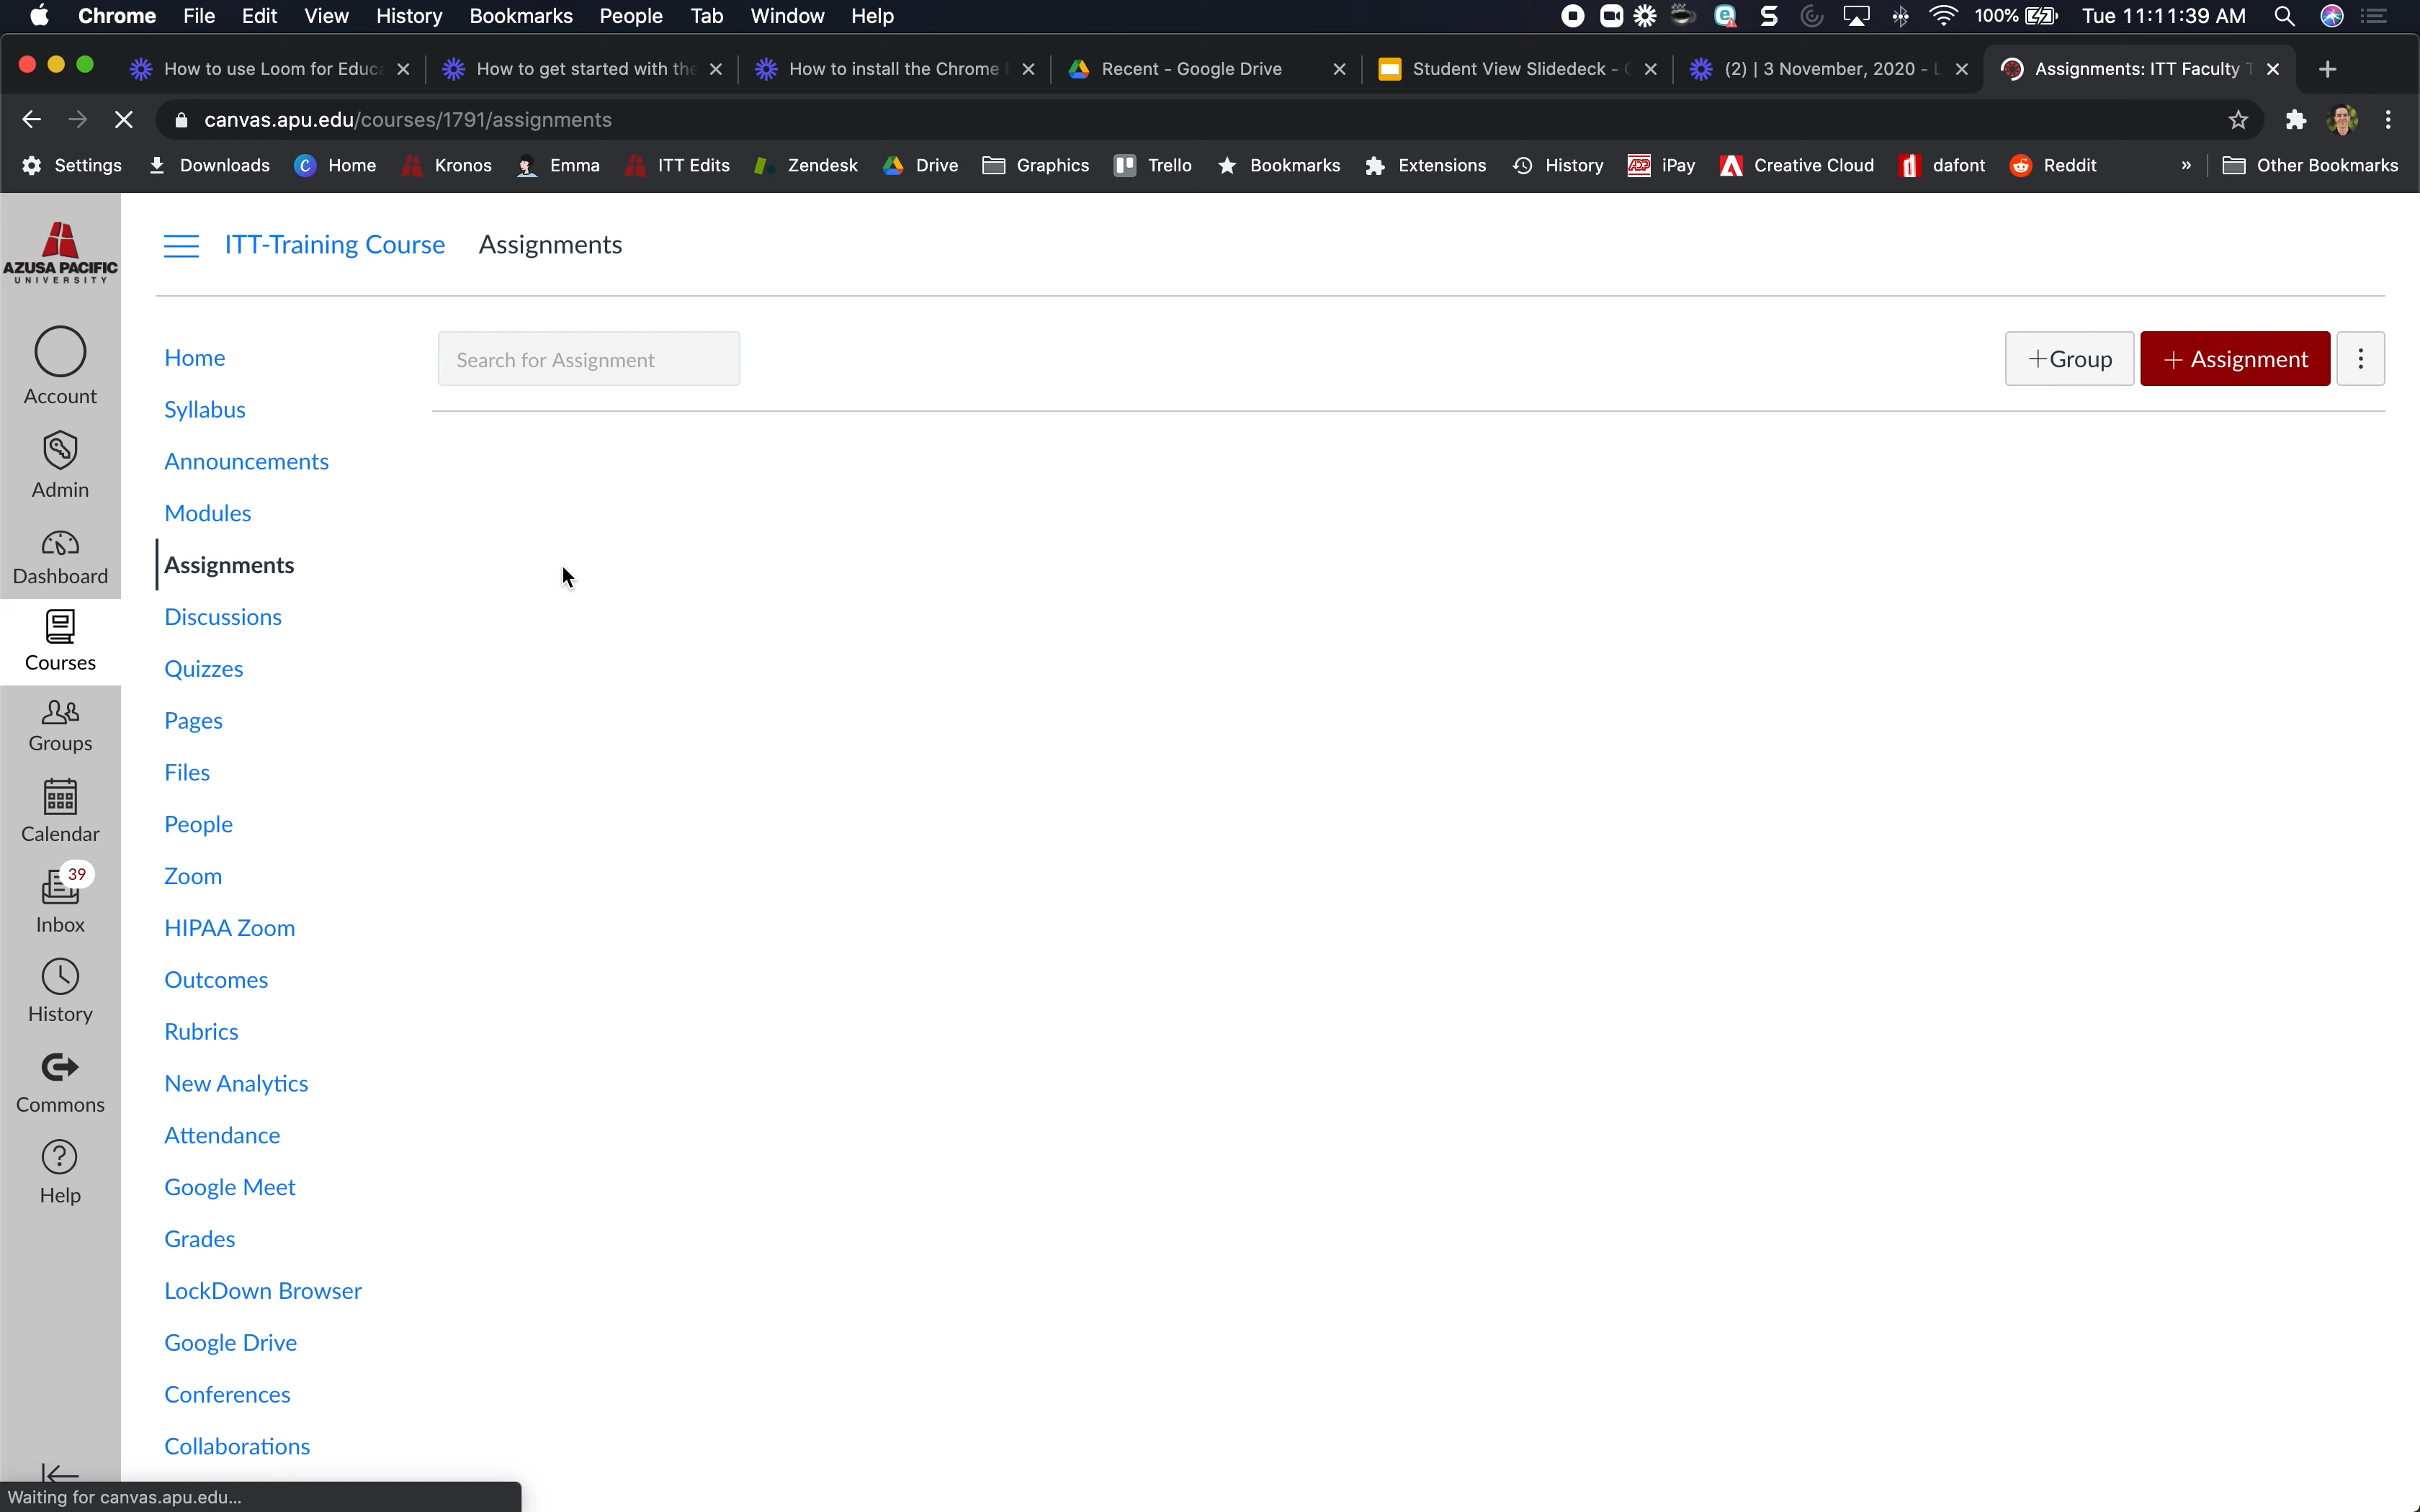 Chrome File Edit View History Bookmarks People Tab Window Help 100% Tue 11:11:39 AM
How to use Loom for Educa How to get started with the How to install the Chrome Recent - Google Drive Student View Slidedeck - G (2) | 3 November, 2020 - L Assignments: ITT Faculty T
canvas.apu.edu/courses/1791/assignments
Settings Downloads Home Kronos Emma ITT Edits Zendesk Drive Graphics Trello Bookmarks Extensions History iPay Creative Cloud dafont Reddit » Other Bookmarks
AZUSA PACIFIC
UNIVERSITY
Account
Admin
Dashboard
Courses
Groups
Calendar
39
Inbox
History
Commons
Help
ITT-Training Course Assignments
Home
Syllabus
Announcements
Modules
Assignments
Discussions
Quizzes
Pages
Files
People
Zoom
HIPAA Zoom
Outcomes
Rubrics
New Analytics
Attendance
Google Meet
Grades
LockDown Browser
Google Drive
Conferences
Collaborations
Search for Assignment
+Group
+ Assignment
Waiting for canvas.apu.edu...